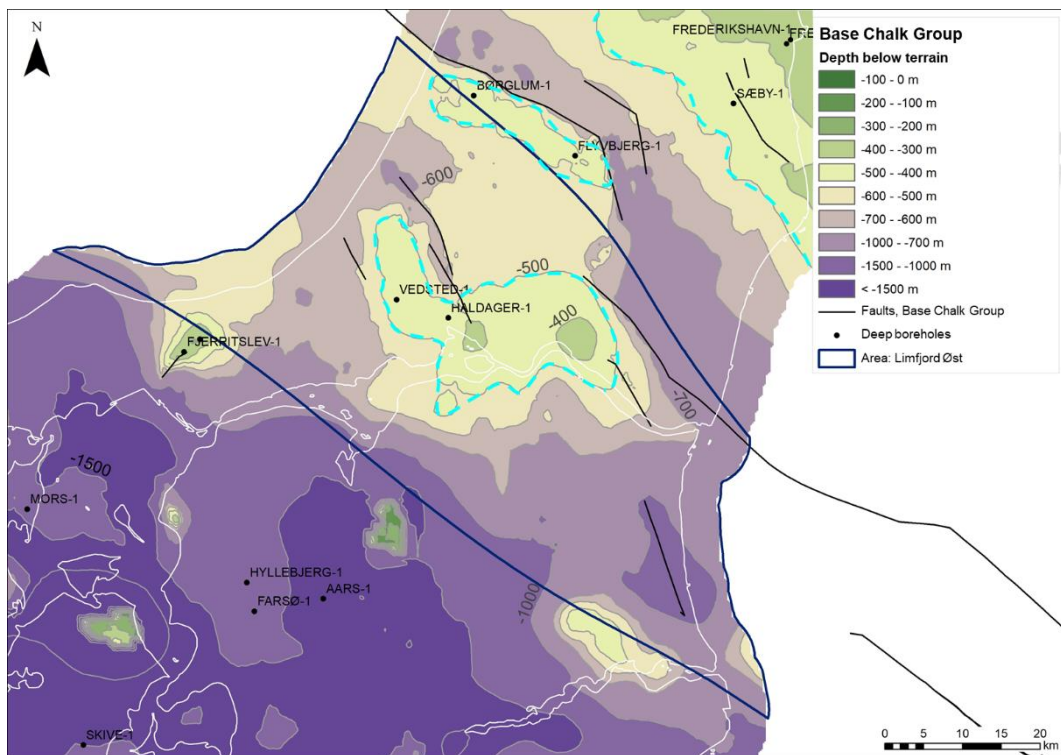 N
FREDERIKSHAVN-1
FRE
SÆBY-1
BØRGLUM-1
FLYVBJERG-1
-600
-500
VEDSTED-1
HALDAGER-1
-400
FJERRITSLEV-1
-700
-1500
MORS-1
HYLLEBJERG-1
AARS-1
FARSØ-1
-1000
SKIVE-1
Base Chalk Group
Depth below terrain
-100 - 0 m
-200 - -100 m
-300 - -200 m
-400 - -300 m
-500 - -400 m
-600 - -500 m
-700 - -600 m
-1000 - -700 m
-1500 - -1000 m
< -1500 m
Faults, Base Chalk Group
Deep boreholes
Area: Limfjord Øst
0 5 10 15 20
km